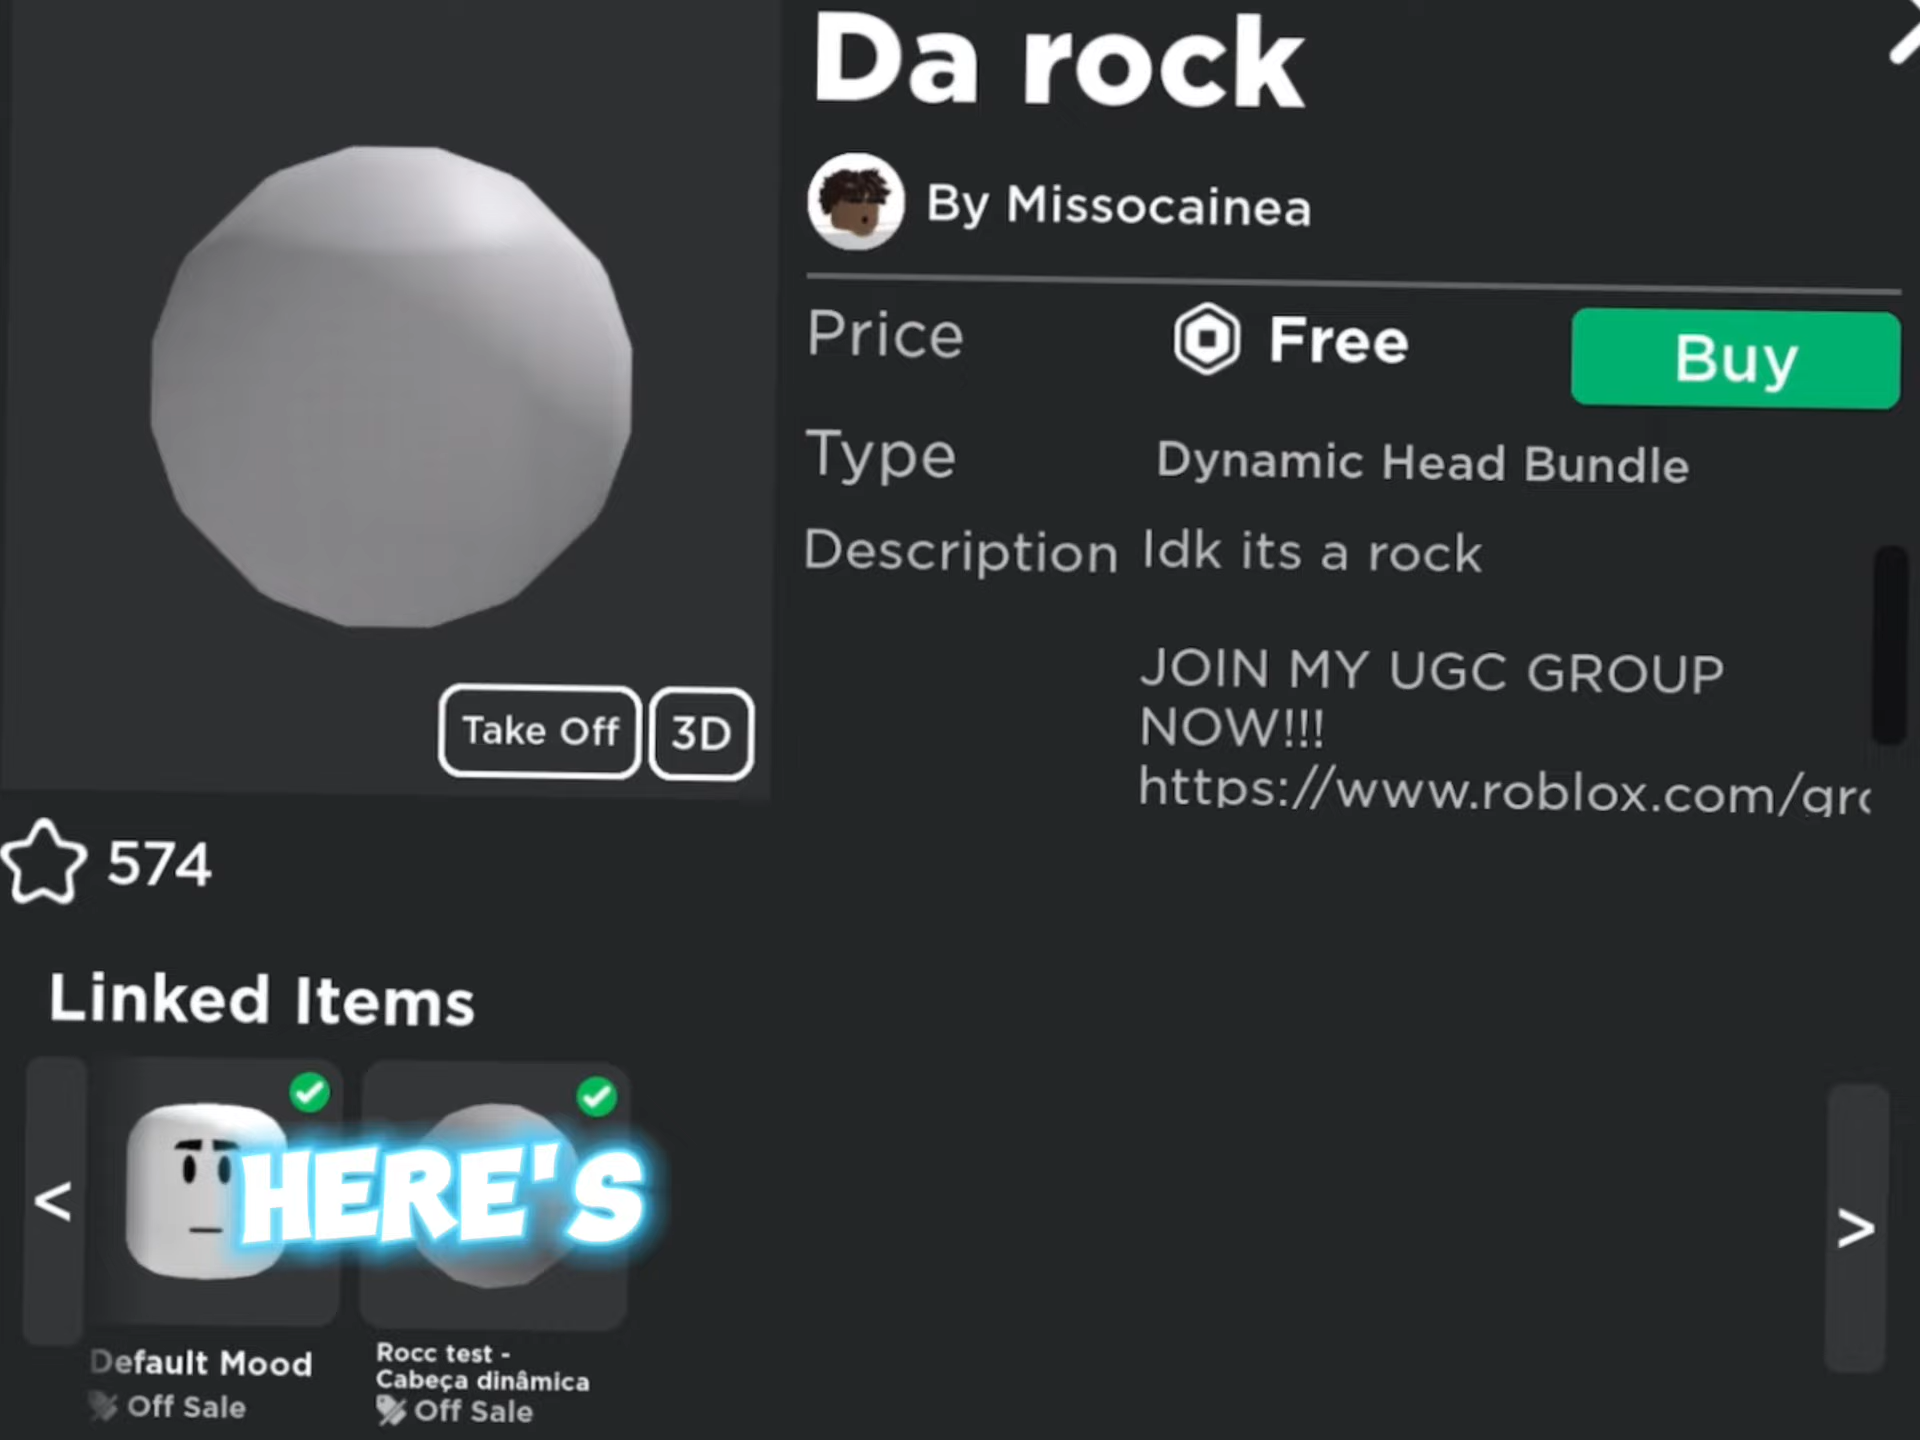 Da rock
By Missocainea
Price Free Buy
Type Dynamic Head Bundle
Description Idk its a rock
JOIN MY UGC GROUP
NOW!!!
https://www.roblox.com/gro
Take Off 3D
574
Linked Items
HERE'S
< >
Default Mood
Off Sale
Rocc test -
Cabeça dinâmica
Off Sale